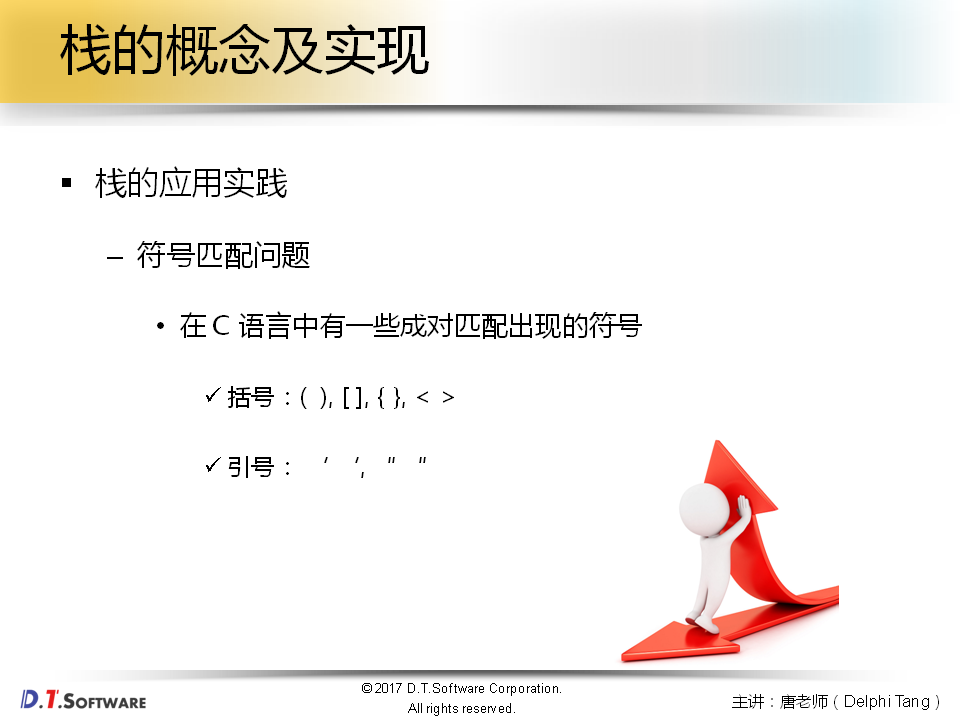 栈的概念及实现
▪ 栈的应用实践
– 符号匹配问题
• 在 C 语言中有一些成对匹配出现的符号
✓ 括号：( ), [ ], { }, < >
✓ 引号： ′ ′, ″ ″
D.T.SOFTWARE
©2017 D.T.Software Corporation.
All rights reserved.
主讲：唐老师（Delphi Tang）